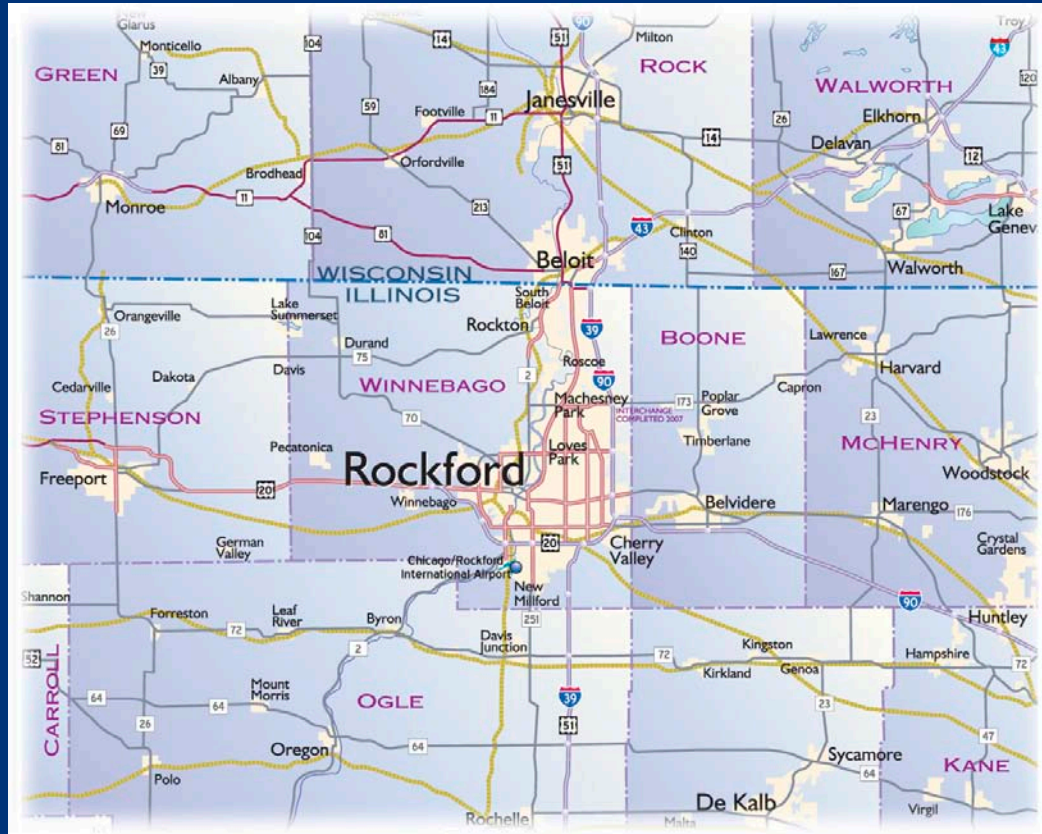 Glarus
Monticello
39
GREEN
Albany
69
81
Monroe
11
Brodhead
104
104
14
59
184
Footville
11
Orfordville
213
81
51
90
Milton
ROCK
Janesville
51
14
43
Clinton
140
Beloit
WALWORTH
Troy
43
120
26
Elkhorn
Delavan
12
67
Lake
Genev
Walworth
167
WISCONSIN
ILLINOIS
Orangeville
26
Lake
Summerset
Cedarville
Dakota
Davis
Durand
75
STEPHENSON
Freeport
20
Pecatonica
German
Valley
South
Beloit
Rockton
2
WINNEBAGO
70
Roscoe
Machesney
Park
Loves
Park
39
90
INTERCHANGE
COMPLETED 2007
Rockford
Winnebago
20
Cherry
Valley
Chicago/Rockford
International Airport
New
Millford
251
BOONE
173
Poplar
Grove
Capron
Timberlane
Belvidere
Lawrence
Harvard
23
MCHENRY
Woodstock
Marengo
176
Crystal
Gardens
90
Huntley
Shannon
52
CARROLL
Forreston
72
Leaf
River
Byron
2
Davis
Junction
72
Kirkland
Kingston
Genoa
Hampshire
72
64
26
Mount
Morris
64
OGLE
Oregon
64
Polo
Rochelle
39
51
23
Sycamore
64
De Kalb
Malta
47
KANE
Virgil